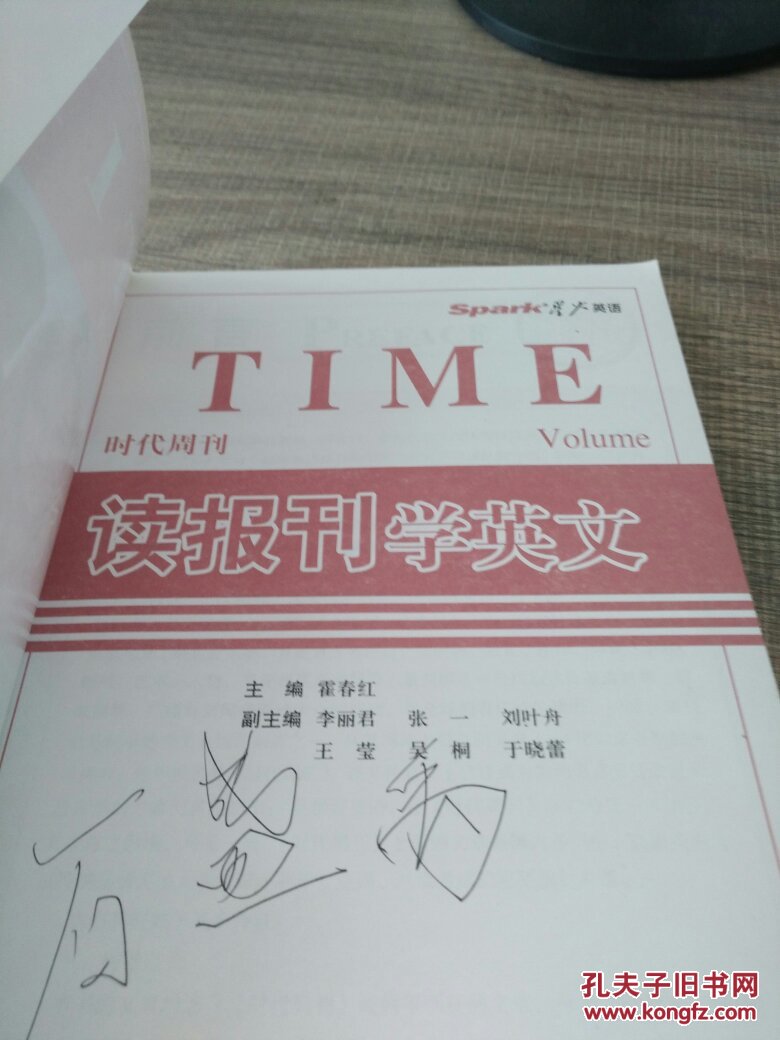 Spark® 星火 英语
TIME
时代周刊 Volume
读报刊学英文
主 编 霍春红
副主编 李丽君 张 一 刘叶舟
王 莹 吴 桐 于晓蕾
孔夫子旧书网
www.kongfz.com